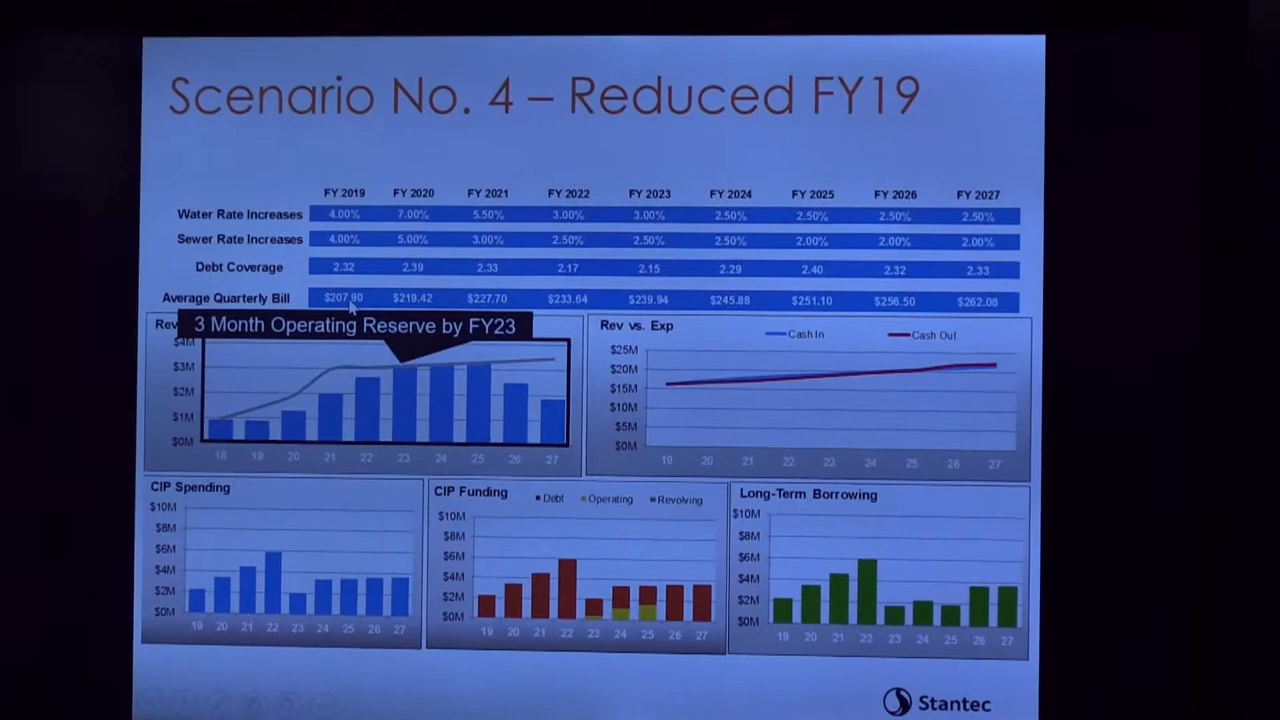 Scenario No. 4 – Reduced FY19
FY 2019 FY 2020 FY 2021 FY 2022 FY 2023 FY 2024 FY 2025 FY 2026 FY 2027
Water Rate Increases 4.00% 7.00% 5.50% 3.00% 3.00% 2.50% 2.50% 2.50% 2.50%
Sewer Rate Increases 4.00% 5.00% 3.00% 2.50% 2.50% 2.50% 2.00% 2.00% 2.00%
Debt Coverage 2.32 2.39 2.33 2.17 2.15 2.29 2.40 2.32 2.33
Average Quarterly Bill $207.90 $219.42 $227.70 $233.64 $239.94 $245.88 $251.10 $256.50 $262.08
Rev
3 Month Operating Reserve by FY23
$4M
$3M
$2M
$1M
$0M
18 19 20 21 22 23 24 25 26 27
Rev vs. Exp
Cash In Cash Out
$25M
$20M
$15M
$10M
$5M
$0M
19 20 21 22 23 24 25 26 27
CIP Spending
$10M
$8M
$6M
$4M
$2M
$0M
19 20 21 22 23 24 25 26 27
CIP Funding
Debt Operating Revolving
$10M
$8M
$6M
$4M
$2M
$0M
19 20 21 22 23 24 25 26 27
Long-Term Borrowing
$10M
$8M
$6M
$4M
$2M
$0M
19 20 21 22 23 24 25 26 27
Stantec